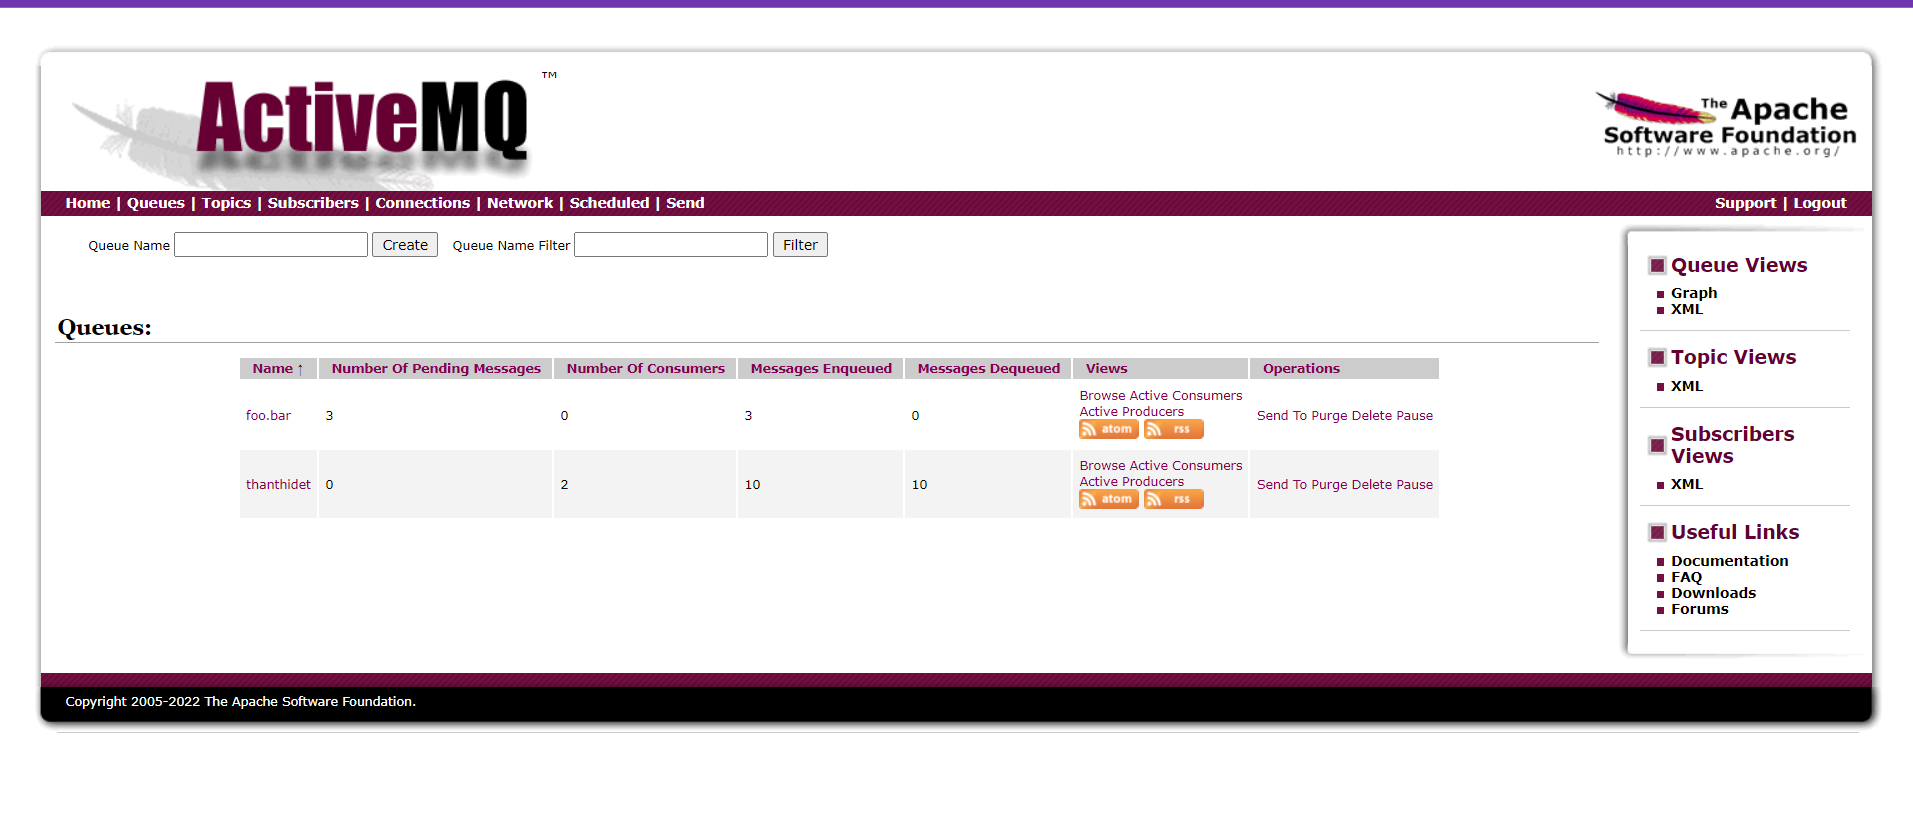 ActiveMQ ™
The Apache
Software Foundation
http://www.apache.org/
Home | Queues | Topics | Subscribers | Connections | Network | Scheduled | Send
Support | Logout
Queue Name Create Queue Name Filter Filter
Queues:
Name ↑ Number Of Pending Messages Number Of Consumers Messages Enqueued Messages Dequeued Views Operations
foo.bar 3 0 3 0 Browse Active Consumers
Active Producers
atom rss
Send To Purge Delete Pause
thanthidet 0 2 10 10 Browse Active Consumers
Active Producers
atom rss
Send To Purge Delete Pause
Queue Views
Graph
XML
Topic Views
XML
Subscribers
Views
XML
Useful Links
Documentation
FAQ
Downloads
Forums
Copyright 2005-2022 The Apache Software Foundation.